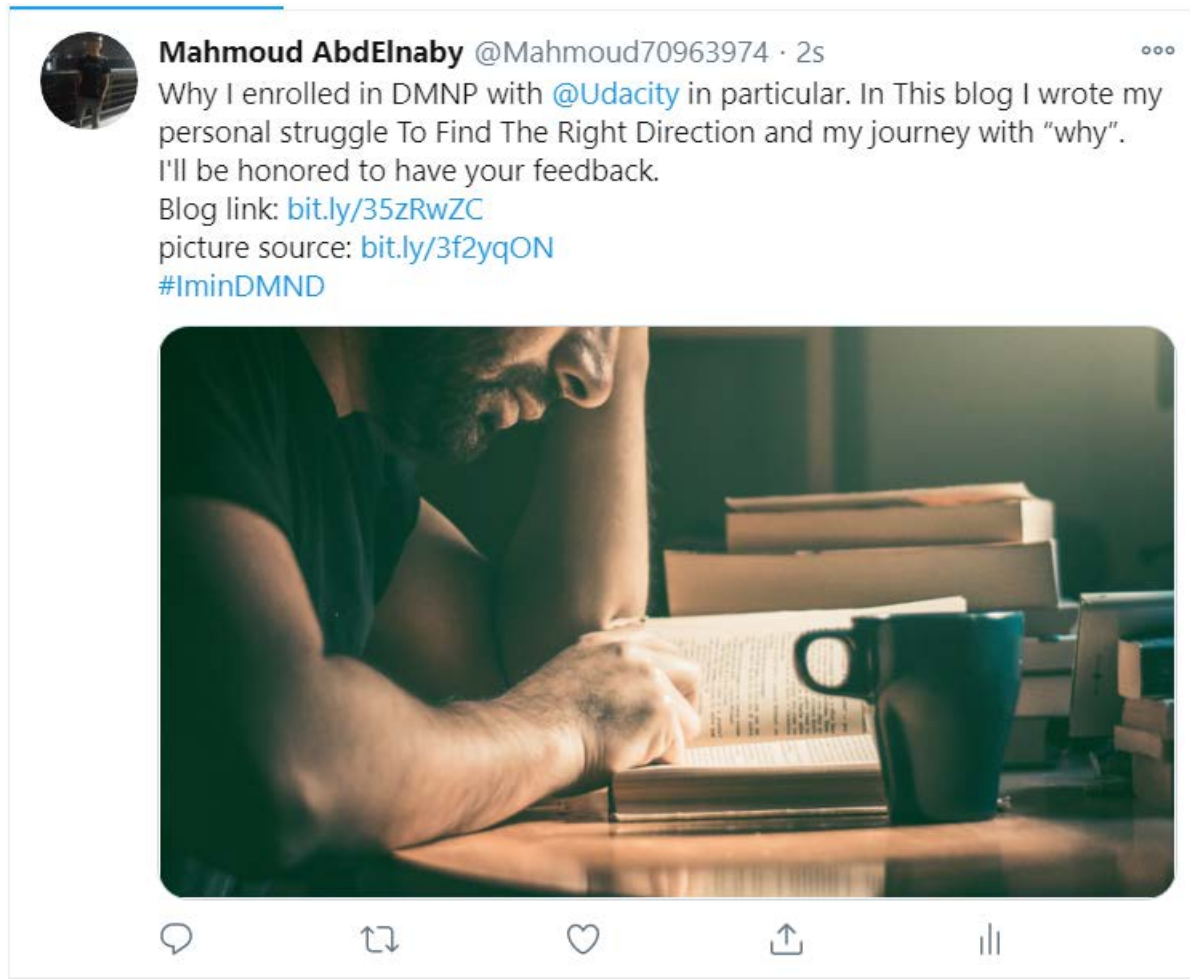 Mahmoud AbdElnaby @Mahmoud70963974 · 2s
Why I enrolled in DMNP with @Udacity in particular. In This blog I wrote my
personal struggle To Find The Right Direction and my journey with “why”.
I'll be honored to have your feedback.
Blog link: bit.ly/35zRwZC
picture source: bit.ly/3f2yqON
#IminDMND